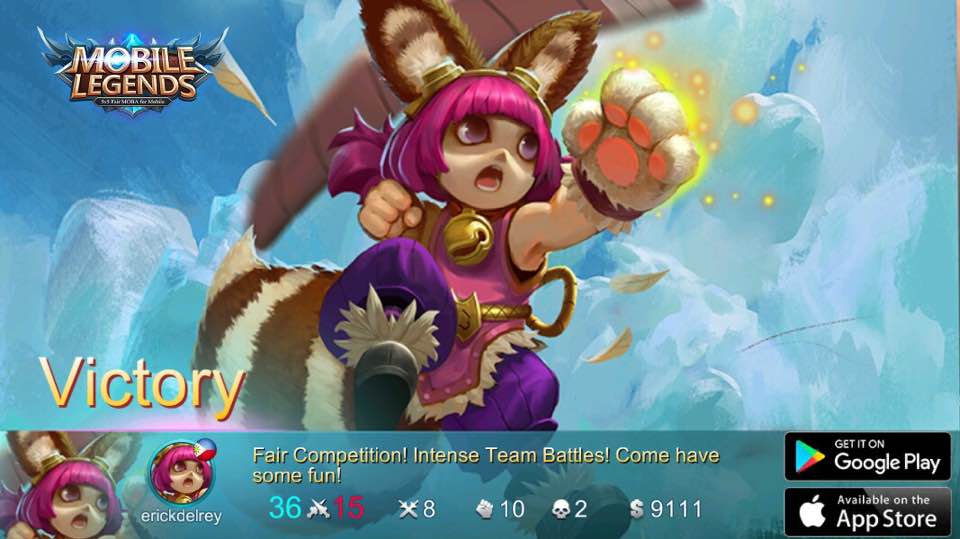 MOBILE
LEGENDS
5v5 Fair MOBA for Mobile
Victory
Fair Competition! Intense Team Battles! Come have
some fun!
erickdelrey
36 15 8 10 2 $ 9111
GET IT ON
Google Play
Available on the
App Store